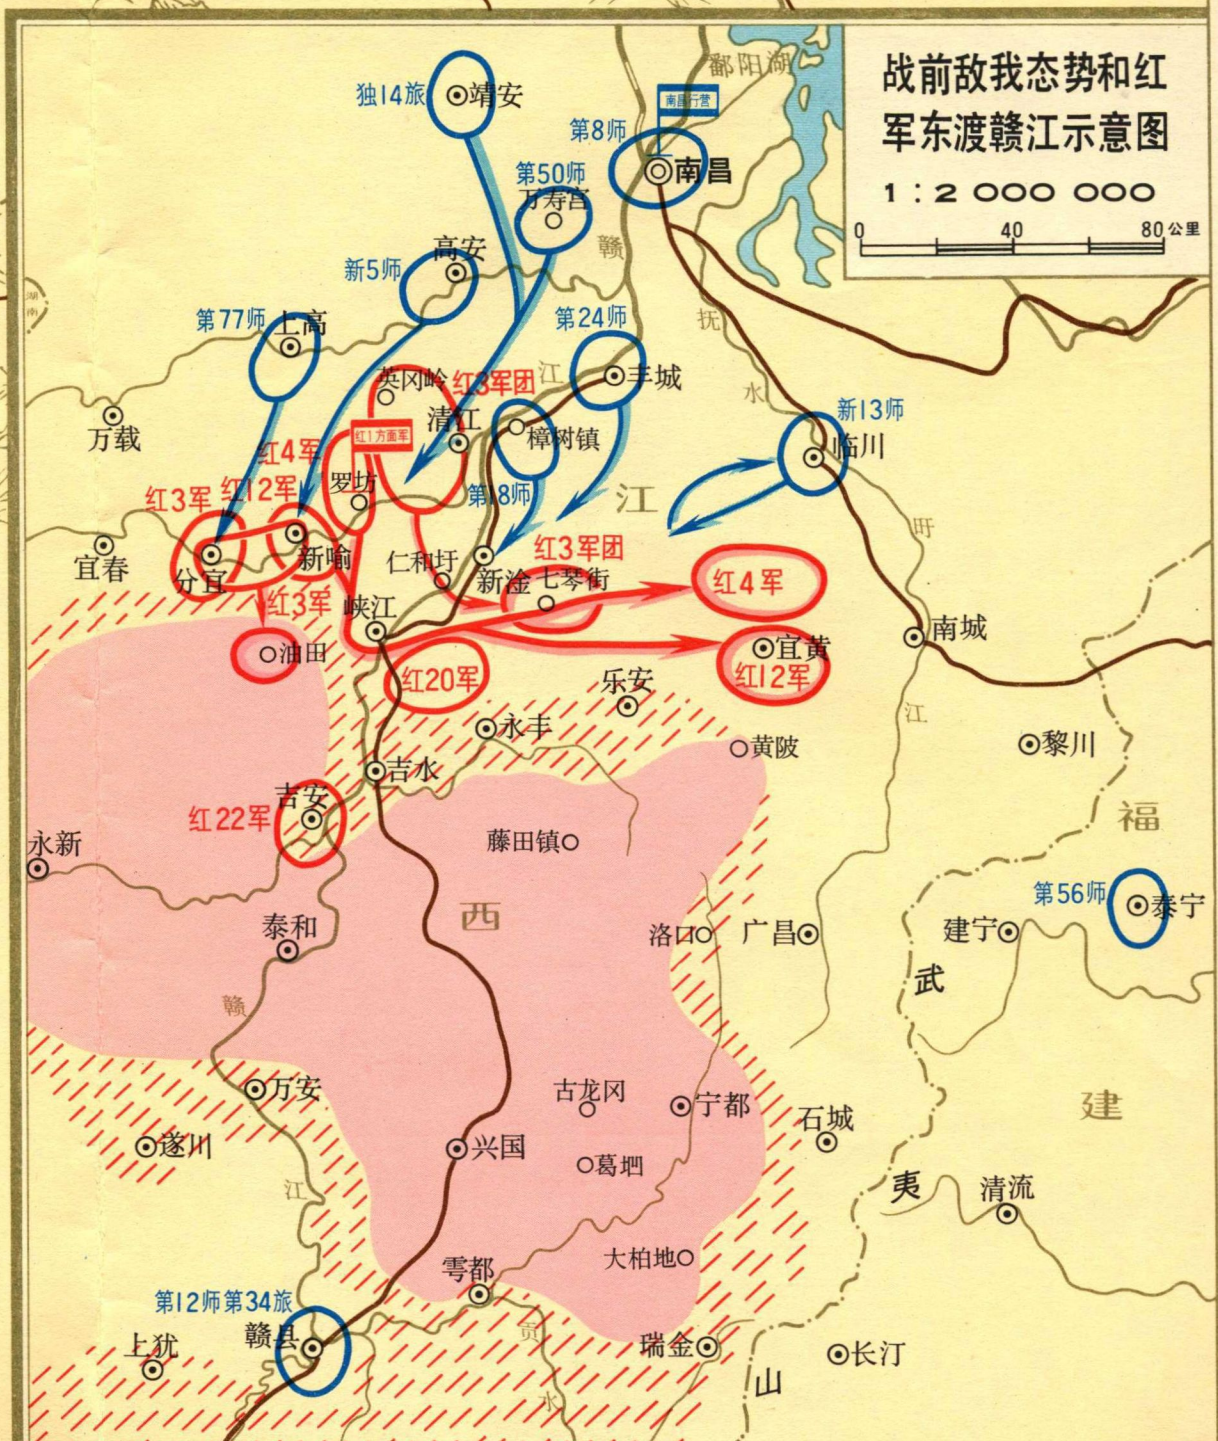 战前敌我态势和红
军东渡赣江示意图
1：2 000 000
0 40 80公里
鄱阳湖
独14旅
靖安
南昌行营
第8师
南昌
第50师
万寿宫
高安
赣
新5师
湖
南
第77师
上高
第24师
抚
江
英冈岭
红3军团
丰城
水
万载
清江
新13师
红1方面军
樟树镇
临川
红4军
罗坊
红3军
红12军
第18师
江
旴
宜春
分宜
新喻
仁和圩
新淦
红3军团
七琴街
红4军
红3军
峡江
油田
红20军
宜黄
红12军
南城
乐安
江
永丰
黄陂
黎川
吉水
吉安
红22军
福
永新
藤田镇
第56师
泰宁
西
泰和
洛口
广昌
建宁
武
赣
万安
古龙冈
宁都
石城
建
遂川
兴国
葛坳
江
夷
清流
大柏地
雩都
第12师第34旅
赣县
贡
瑞金
上犹
长汀
山
水